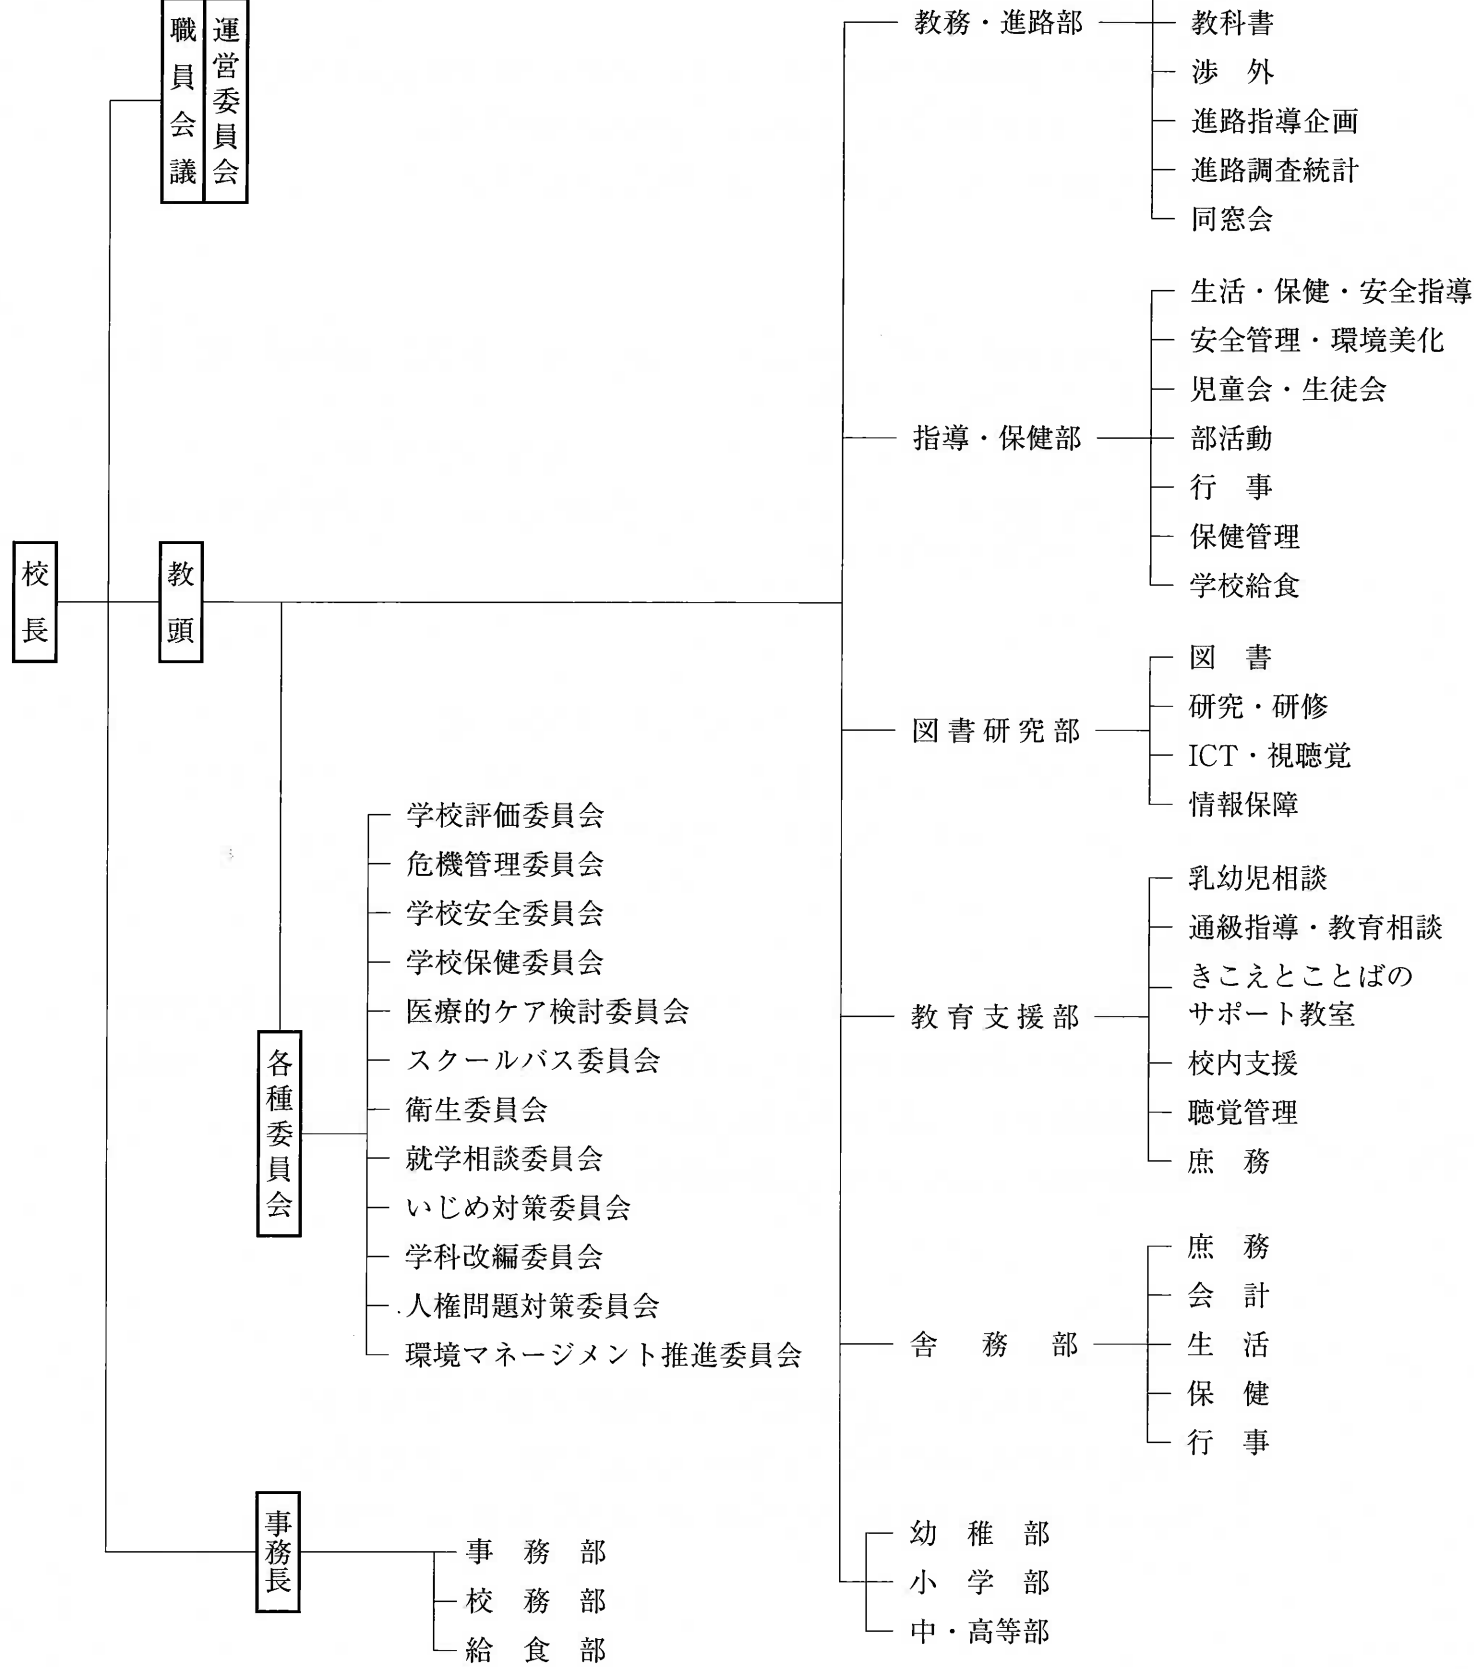 校長
職員会議
運営委員会
教頭
各種委員会
学校評価委員会
危機管理委員会
学校安全委員会
学校保健委員会
医療的ケア検討委員会
スクールバス委員会
衛生委員会
就学相談委員会
いじめ対策委員会
学科改編委員会
人権問題対策委員会
環境マネージメント推進委員会
事務長
事務部
校務部
給食部
教務・進路部
教科書
渉外
進路指導企画
進路調査統計
同窓会
指導・保健部
生活・保健・安全指導
安全管理・環境美化
児童会・生徒会
部活動
行事
保健管理
学校給食
図書研究部
図書
研究・研修
ICT・視聴覚
情報保障
教育支援部
乳幼児相談
通級指導・教育相談
きこえとことばの
サポート教室
校内支援
聴覚管理
庶務
舎務部
庶務
会計
生活
保健
行事
幼稚部
小学部
中・高等部